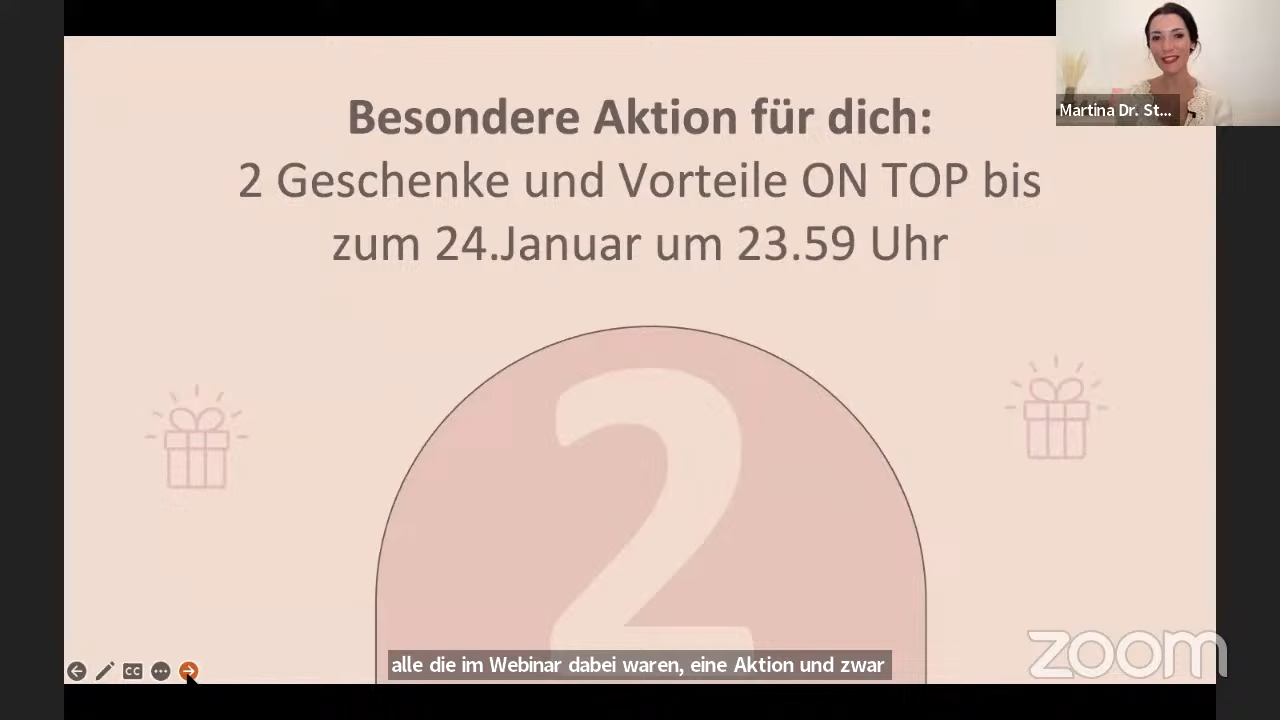 Besondere Aktion für dich:
2 Geschenke und Vorteile ON TOP bis
zum 24.Januar um 23.59 Uhr
Martina Dr. St...
2
CC
alle die im Webinar dabei waren, eine Aktion und zwar
zoom